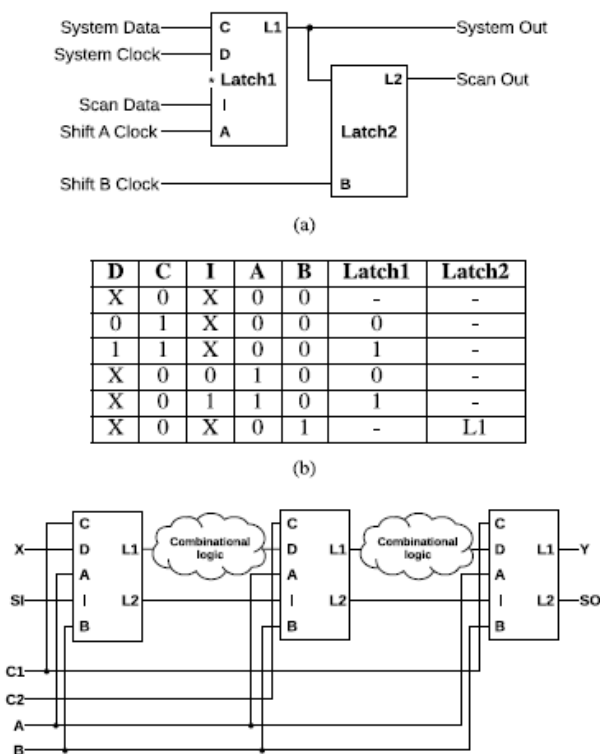 System Data C L1 System Out
System Clock D
* Latch1 L2 Scan Out
Scan Data I
Shift A Clock A Latch2
Shift B Clock B
(a)
D C I A B Latch1 Latch2
X 0 X 0 0 - -
0 1 X 0 0 0 -
1 1 X 0 0 1 -
X 0 0 1 0 0 -
X 0 1 1 0 1 -
X 0 X 0 1 - L1
(b)
C C C
X D L1 Combinational logic D L1 Combinational logic D L1 Y
A A A
SI I L2 I L2 I L2 SO
B B B
C1
C2
A
B